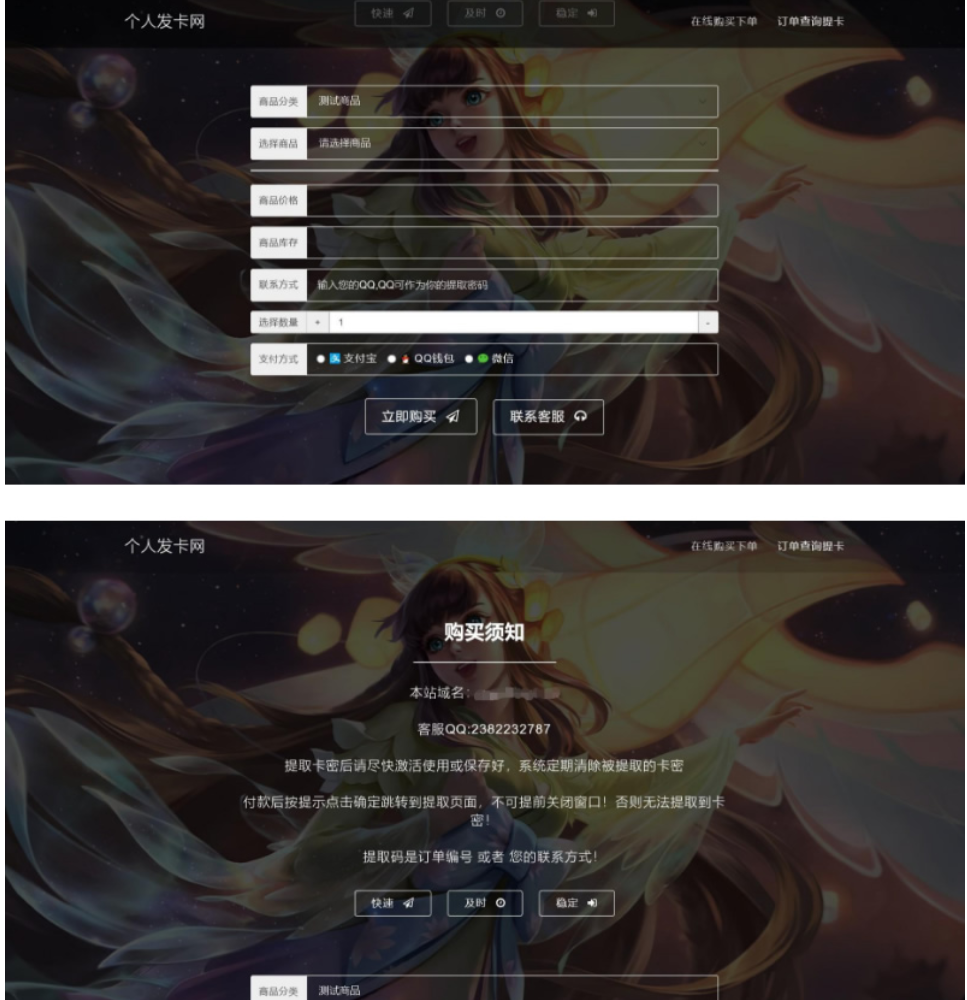 个人发卡网
快速
及时
稳定
在线购买下单 订单查询提卡
商品分类 测试商品
选择商品 请选择商品
商品价格
商品库存
联系方式 输入您的QQ,QQ可作为你的提取密码
选择数量 + 1 -
支付方式 支付宝 QQ钱包 微信
立即购买 联系客服
个人发卡网
在线购买下单 订单查询提卡
购买须知
本站域名：
客服QQ:2382232787
提取卡密后请尽快激活使用或保存好，系统定期清除被提取的卡密
付款后按提示点击确定跳转到提取页面，不可提前关闭窗口！否则无法提取到卡
密！
提取码是订单编号 或者 您的联系方式！
快速 及时 稳定
商品分类 测试商品